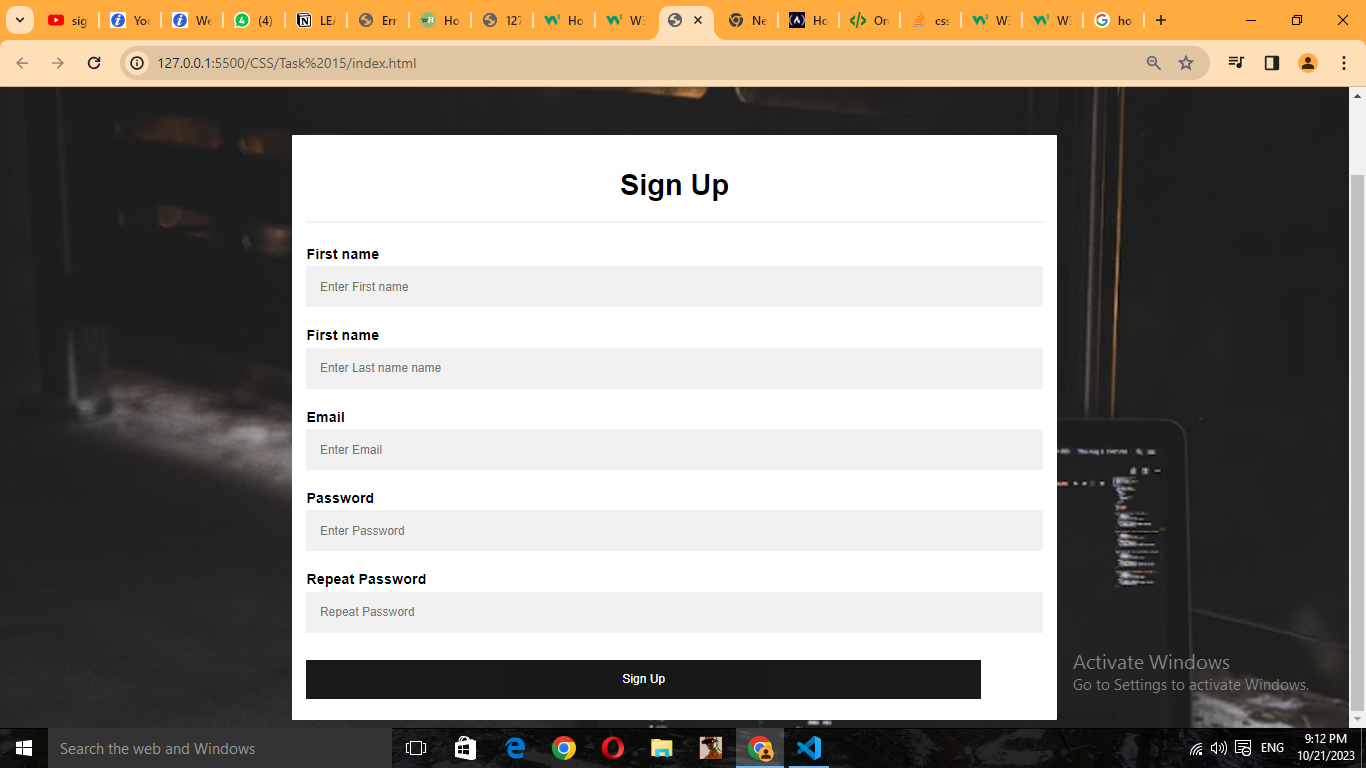 sig
You
We
(4)
LEA
Err
Ho
127
Ho
W3
Ne
Ho
On
css
W3
W3
ho
127.0.0.1:5500/CSS/Task%2015/index.html
Sign Up
First name
Enter First name
First name
Enter Last name name
Email
Enter Email
Password
Enter Password
Repeat Password
Repeat Password
Sign Up
Activate Windows
Go to Settings to activate Windows.
Search the web and Windows
ENG
9:12 PM
10/21/2023